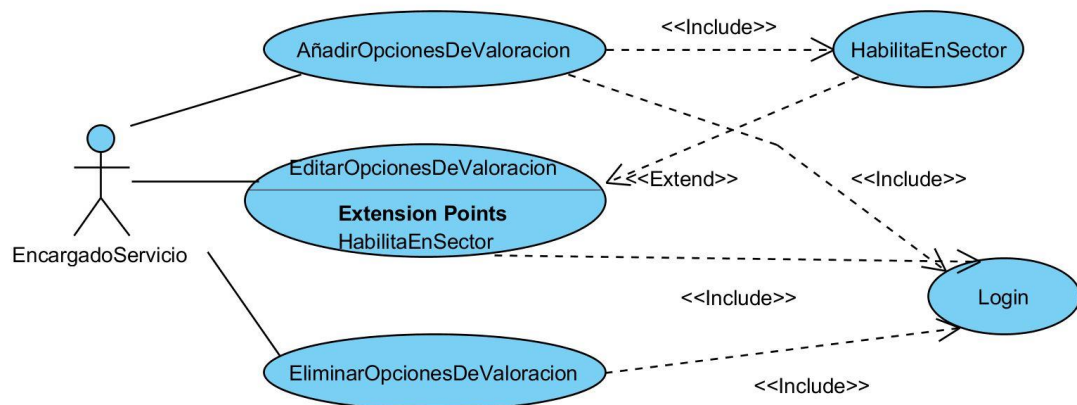 AñadirOpcionesDeValoracion
<<Include>>
HabilitaEnSector
EditarOpcionesDeValoracion
<<Extend>>
<<Include>>
Extension Points
HabilitaEnSector
EncargadoServicio
<<Include>>
Login
EliminarOpcionesDeValoracion
<<Include>>